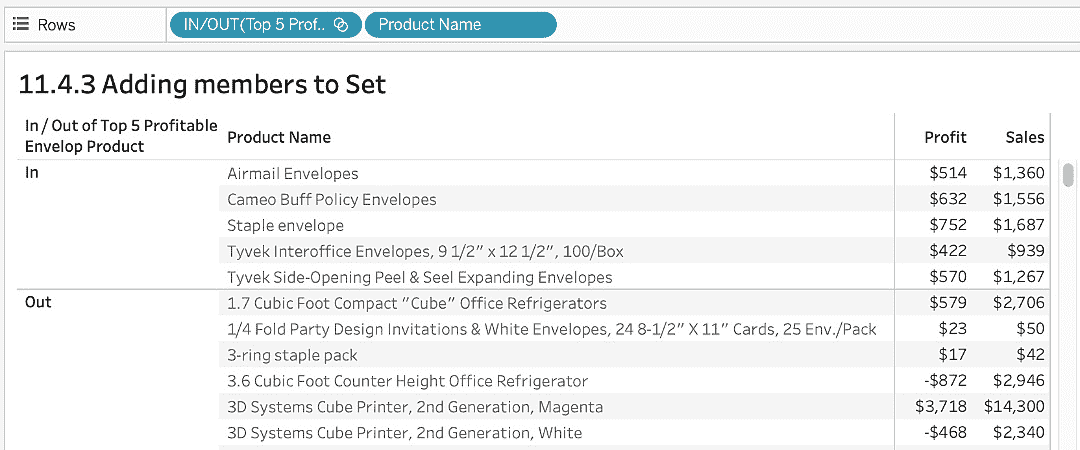 Rows IN/OUT(Top 5 Prof.. Product Name
11.4.3 Adding members to Set
In / Out of Top 5 Profitable
Envelop Product Product Name Profit Sales
In Airmail Envelopes $514 $1,360
Cameo Buff Policy Envelopes $632 $1,556
Staple envelope $752 $1,687
Tyvek Interoffice Envelopes, 9 1/2” x 12 1/2”, 100/Box $422 $939
Tyvek Side-Opening Peel & Seel Expanding Envelopes $570 $1,267
Out 1.7 Cubic Foot Compact “Cube” Office Refrigerators $579 $2,706
1/4 Fold Party Design Invitations & White Envelopes, 24 8-1/2” X 11” Cards, 25 Env./Pack $23 $50
3-ring staple pack $17 $42
3.6 Cubic Foot Counter Height Office Refrigerator -$872 $2,946
3D Systems Cube Printer, 2nd Generation, Magenta $3,718 $14,300
3D Systems Cube Printer, 2nd Generation, White -$468 $2,340